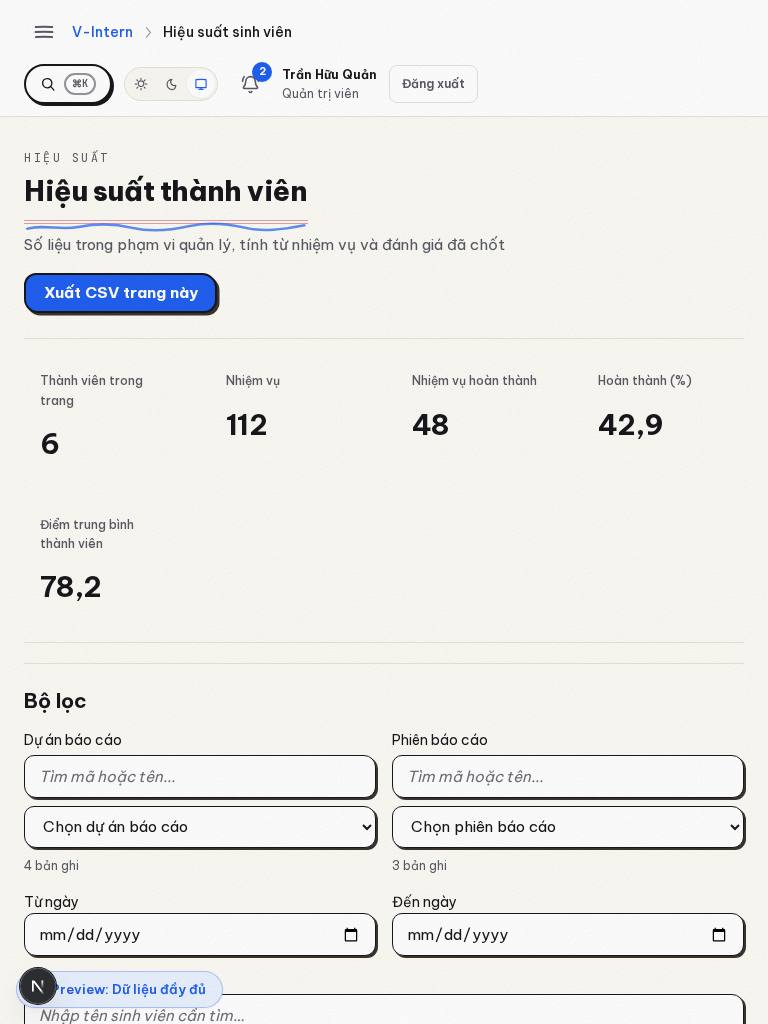 V-Intern > Hiệu suất sinh viên
⌘K
2
Trần Hữu Quản
Quản trị viên
Đăng xuất
HIỆU SUẤT
Hiệu suất thành viên
Số liệu trong phạm vi quản lý, tính từ nhiệm vụ và đánh giá đã chốt
Xuất CSV trang này
Thành viên trong
trang
6
Nhiệm vụ
112
Nhiệm vụ hoàn thành
48
Hoàn thành (%)
42,9
Điểm trung bình
thành viên
78,2
Bộ lọc
Dự án báo cáo
Tìm mã hoặc tên...
Chọn dự án báo cáo
4 bản ghi
Phiên báo cáo
Tìm mã hoặc tên...
Chọn phiên báo cáo
3 bản ghi
Từ ngày
mm/dd/yyyy
Đến ngày
mm/dd/yyyy
N
Preview: Dữ liệu đầy đủ
Nhập tên sinh viên cần tìm...